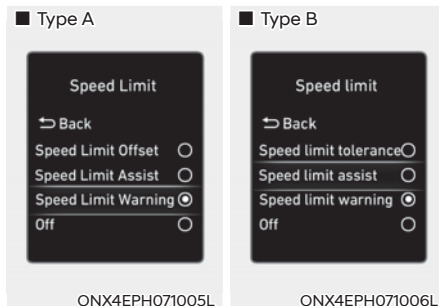 ■ Type A
Speed Limit
Back
Speed Limit Offset
Speed Limit Assist
Speed Limit Warning
Off
ONX4EPH071005L
■ Type B
Speed limit
Back
Speed limit tolerance
Speed limit assist
Speed limit warning
Off
ONX4EPH071006L